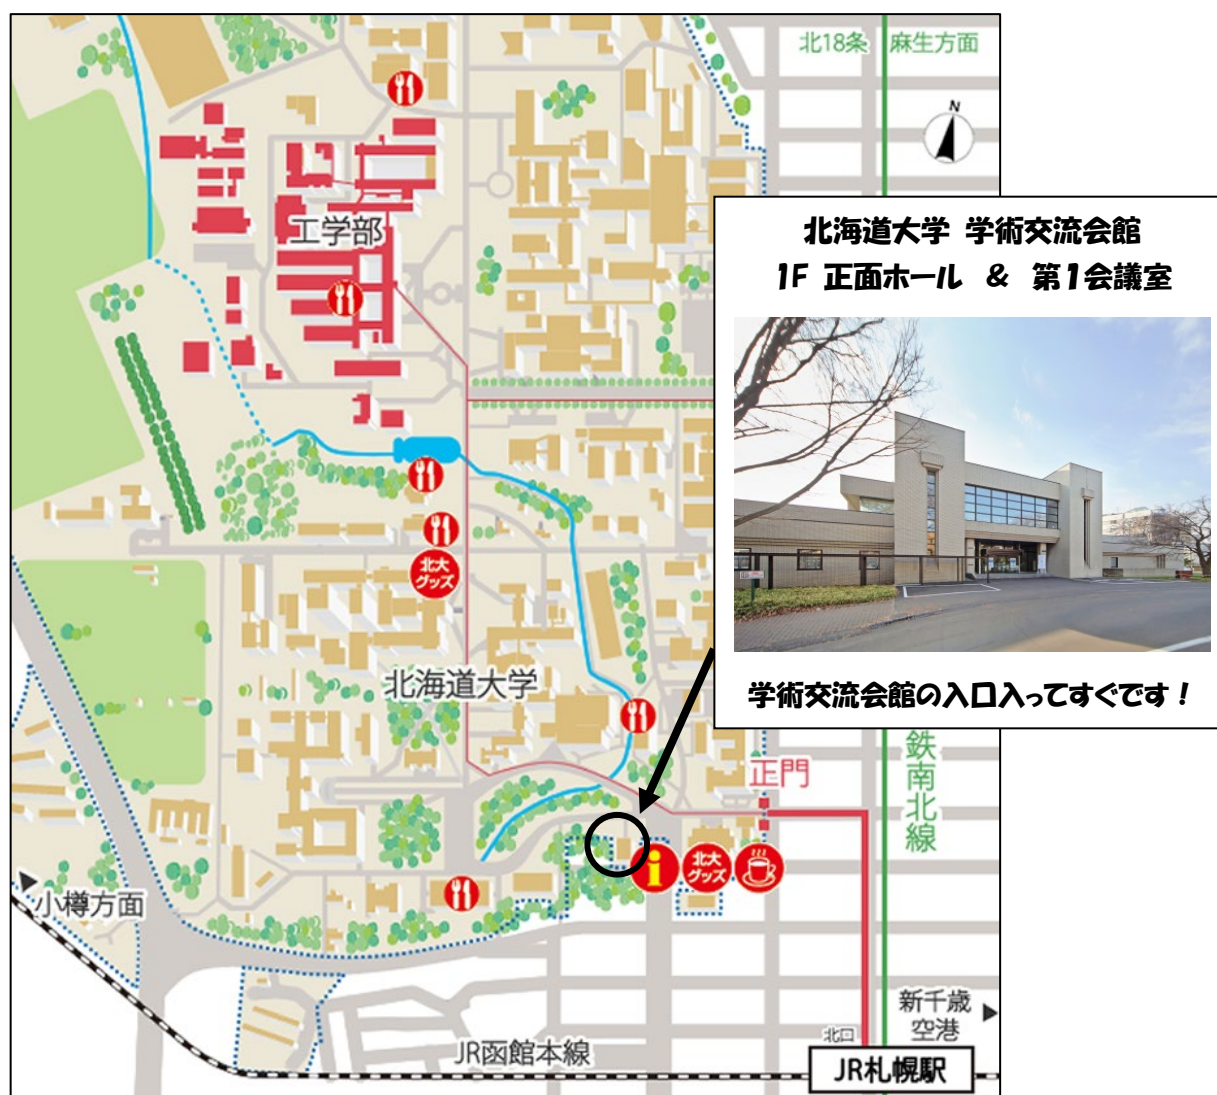 北18条 麻生方面
N
工学部
北海道大学 学術交流会館
1F 正面ホール & 第1会議室
学術交流会館の入口入ってすぐです!
北大
グッズ
北海道大学
鉄南北線
正門
i
北大
グッズ
小樽方面
新千歳
空港
北口
JR函館本線
JR札幌駅